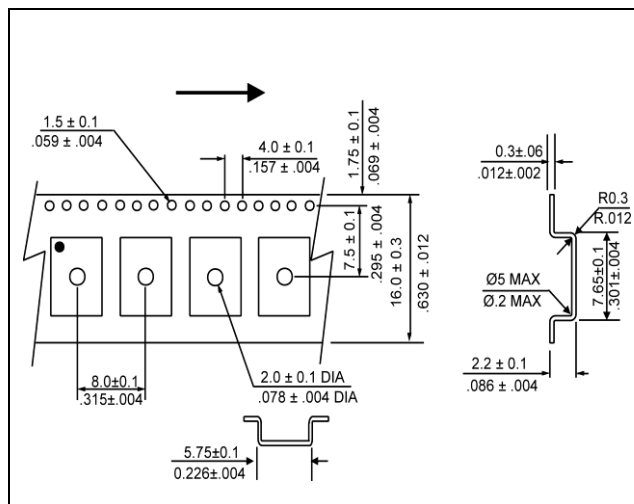 1.5 ± 0.1
.059 ± .004
4.0 ± 0.1
.157 ± .004
1.75 ± 0.1
.069 ± .004
7.5 ± 0.1
.295 ± .004
16.0 ± 0.3
.630 ± .012
0.3±.06
.012±.002
R0.3
R.012
7.65±0.1
.301±.004
Ø5 MAX
Ø.2 MAX
2.2 ± 0.1
.086 ± .004
8.0±0.1
.315±.004
2.0 ± 0.1 DIA
.078 ± .004 DIA
5.75±0.1
0.226±.004